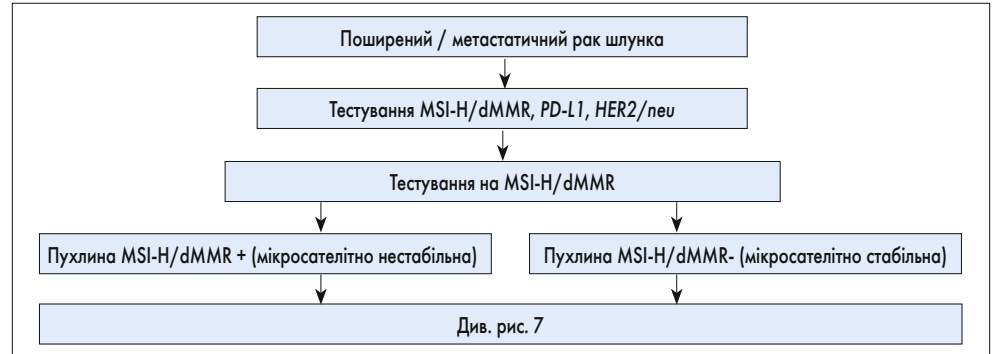 Поширений / метастатичний рак шлунка
Тестування MSI-H/dMMR, PD-L1, HER2/neu
Тестування на MSI-H/dMMR
Пухлина MSI-H/dMMR + (мікросателітно нестабільна)
Пухлина MSI-H/dMMR- (мікросателітно стабільна)
Див. рис. 7